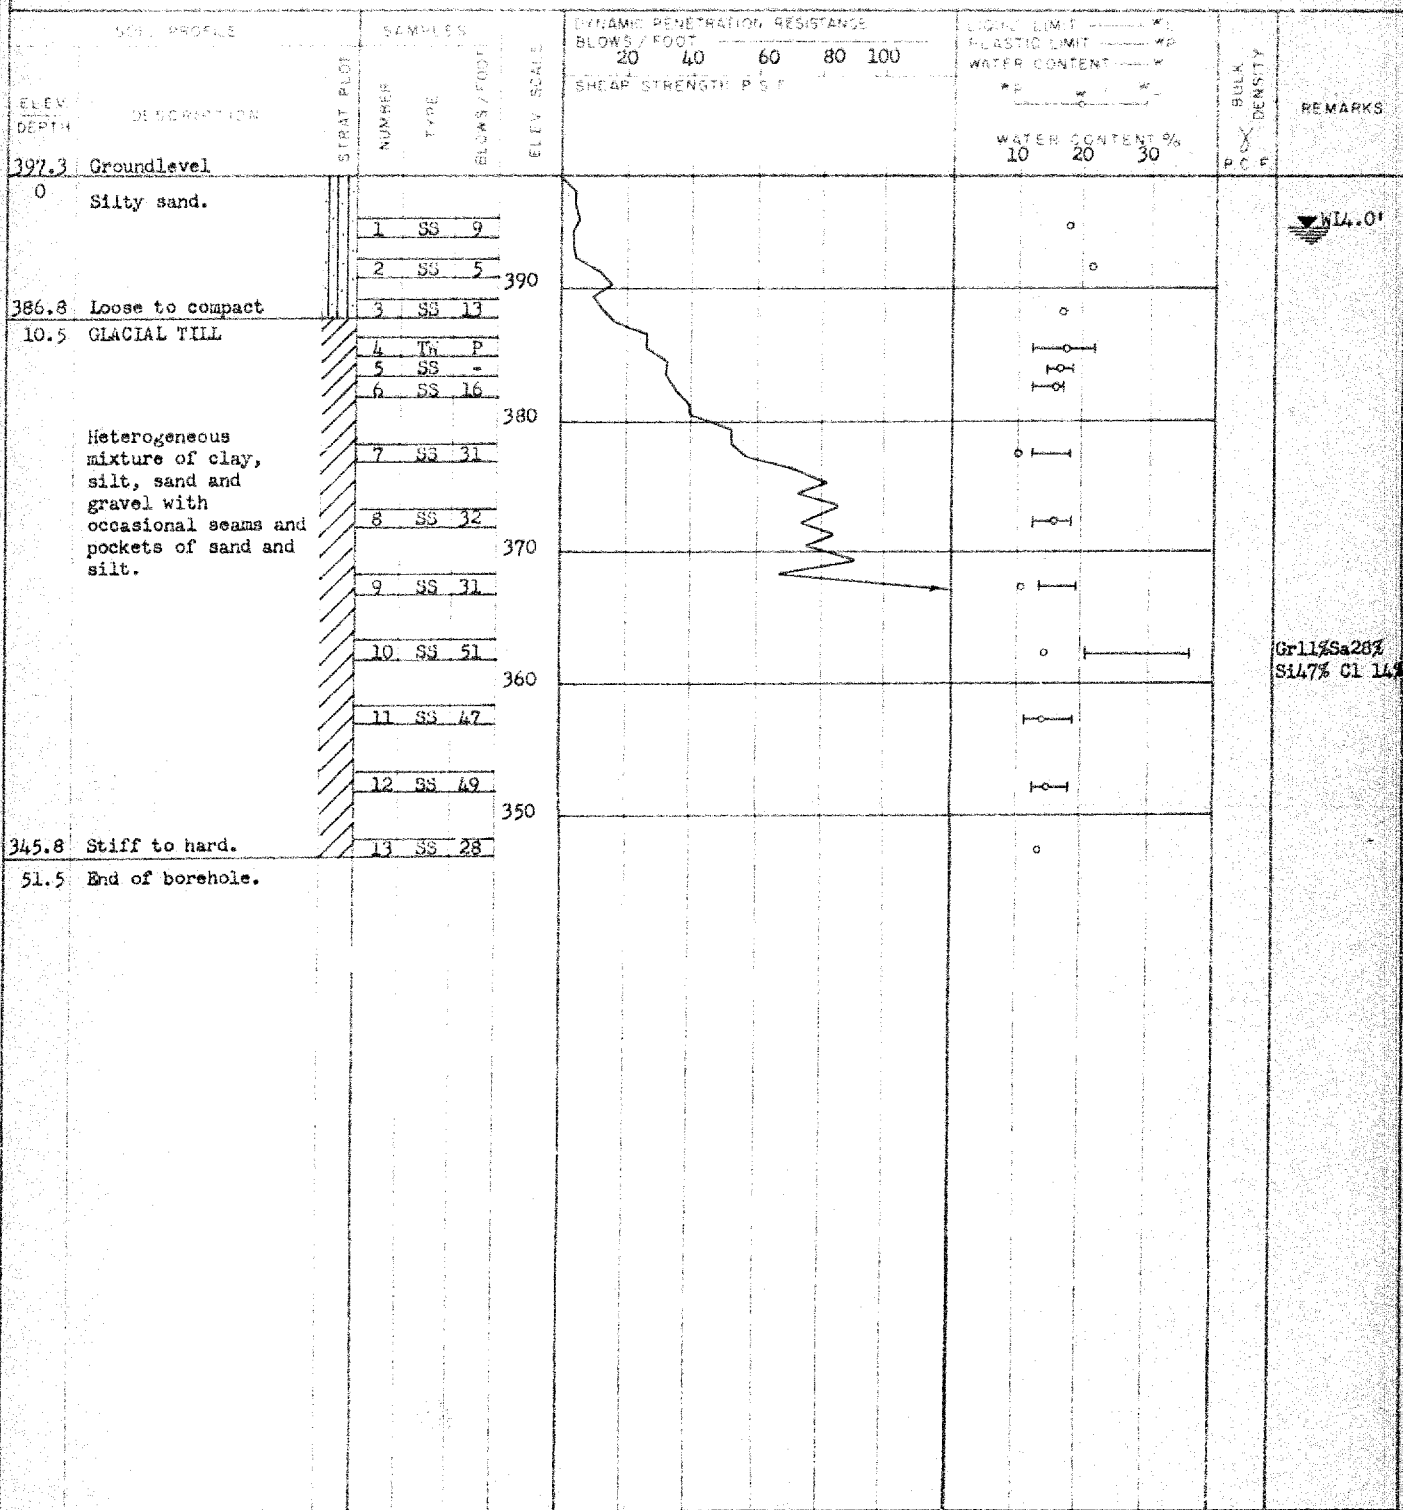 SOIL PROFILE
SAMPLES
DYNAMIC PENETRATION RESISTANCE
BLOWS / FOOT
20 40 60 80 100
SHEAR STRENGTH P.S.F.
LIQUID LIMIT WL
PLASTIC LIMIT WP
WATER CONTENT W
WP W WL
WATER CONTENT %
10 20 30
ELEV.
DEPTH
DESCRIPTION
STRAT PLOT
NUMBER
TYPE
BLOWS / FOOT
ELEV. SCALE
BULK DENSITY
γ
P.C.F.
REMARKS
397.3 Groundlevel
0
Silty sand.
1 SS 9
WL4.0'
2 SS 5
390
386.8 Loose to compact
3 SS 13
10.5 GLACIAL TILL
4 TW P
5 SS -
6 SS 16
380
Heterogeneous
mixture of clay,
silt, sand and
gravel with
occasional seams and
pockets of sand and
silt.
7 SS 31
8 SS 32
370
9 SS 31
10 SS 51
Gr11%Sa28%
Si47% Cl 14%
360
11 SS 47
12 SS 49
350
345.8 Stiff to hard.
13 SS 28
51.5 End of borehole.